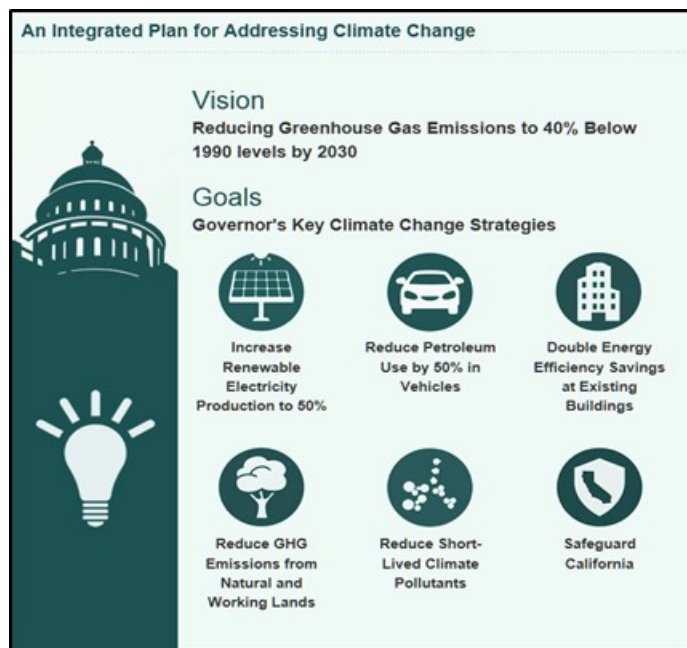 An Integrated Plan for Addressing Climate Change
Vision
Reducing Greenhouse Gas Emissions to 40% Below
1990 levels by 2030
Goals
Governor's Key Climate Change Strategies
Increase
Renewable
Electricity
Production to 50%
Reduce Petroleum
Use by 50% in
Vehicles
Double Energy
Efficiency Savings
at Existing
Buildings
Reduce GHG
Emissions from
Natural and
Working Lands
Reduce Short-
Lived Climate
Pollutants
Safeguard
California